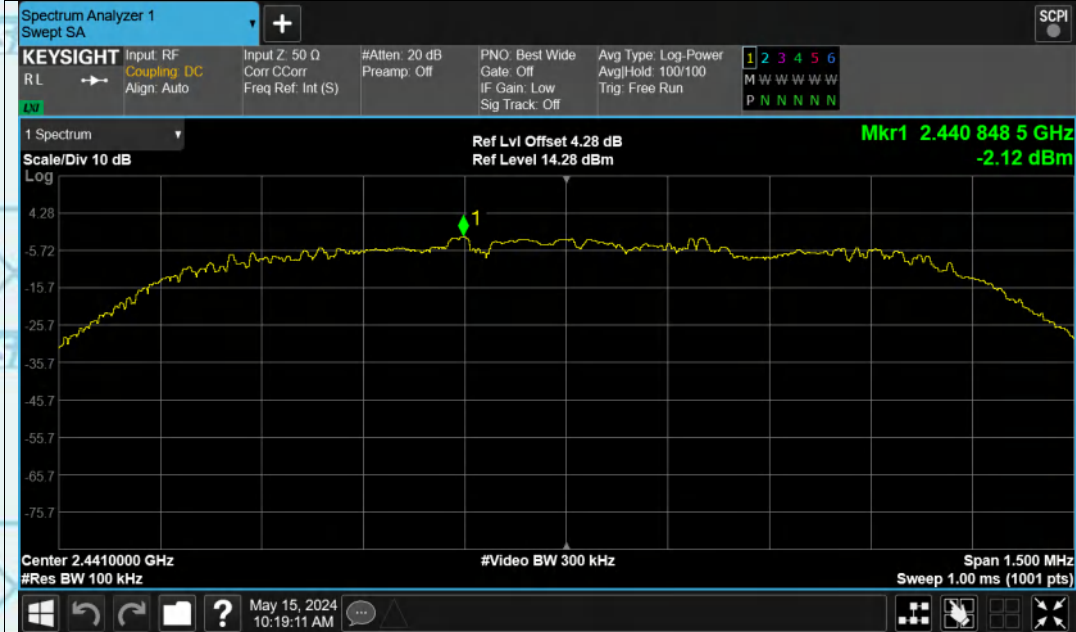 Spectrum Analyzer 1
Swept SA
+
SCPI
KEYSIGHT
R L
LXI
Input: RF
Coupling: DC
Align: Auto
Input Z: 50 Ω
Corr CCorr
Freq Ref: Int (S)
#Atten: 20 dB
Preamp: Off
PNO: Best Wide
Gate: Off
IF Gain: Low
Sig Track: Off
Avg Type: Log-Power
Avg|Hold: 100/100
Trig: Free Run
1 2 3 4 5 6
M W W W W W
P N N N N N
1 Spectrum
Scale/Div 10 dB
Ref Lvl Offset 4.28 dB
Ref Level 14.28 dBm
Mkr1 2.440 848 5 GHz
-2.12 dBm
Log
1
4.28
-5.72
-15.7
-25.7
-35.7
-45.7
-55.7
-65.7
-75.7
Center 2.4410000 GHz
#Res BW 100 kHz
#Video BW 300 kHz
Span 1.500 MHz
Sweep 1.00 ms (1001 pts)
?
May 15, 2024
10:19:11 AM